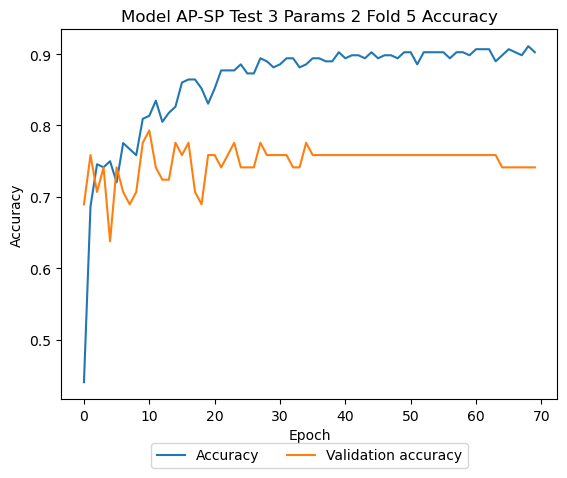 Model AP-SP Test 3 Params 2 Fold 5 Accuracy
Accuracy
0.9
0.8
0.7
0.6
0.5
0 10 20 30 40 50 60 70
Epoch
Accuracy Validation accuracy